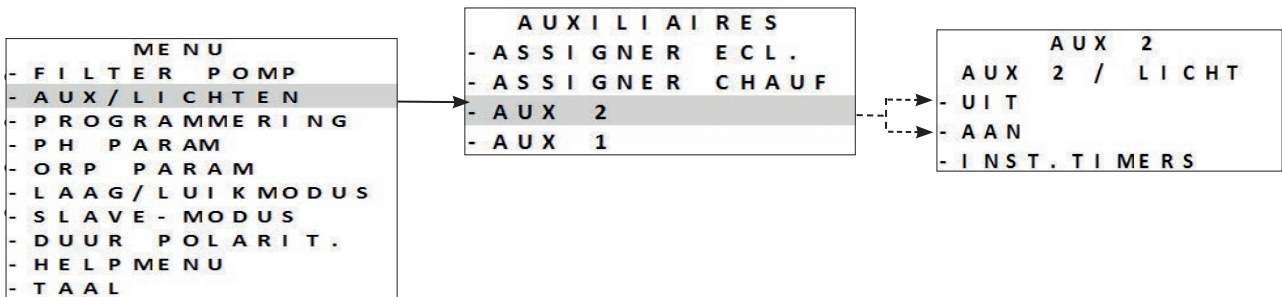 MENU
- FILTER POMP
- AUX/LICHTEN
- PROGRAMMERING
- PH PARAM
- ORP PARAM
- LAAG/LUIKMODUS
- SLAVE-MODUS
- DUUR POLARIT.
- HELPMENU
- TAAL
AUXILIAIRES
- ASSIGNER ECL.
- ASSIGNER CHAUF
- AUX 2
- AUX 1
AUX 2
AUX 2 / LICHT
- UIT
- AAN
- INST.TIMERS